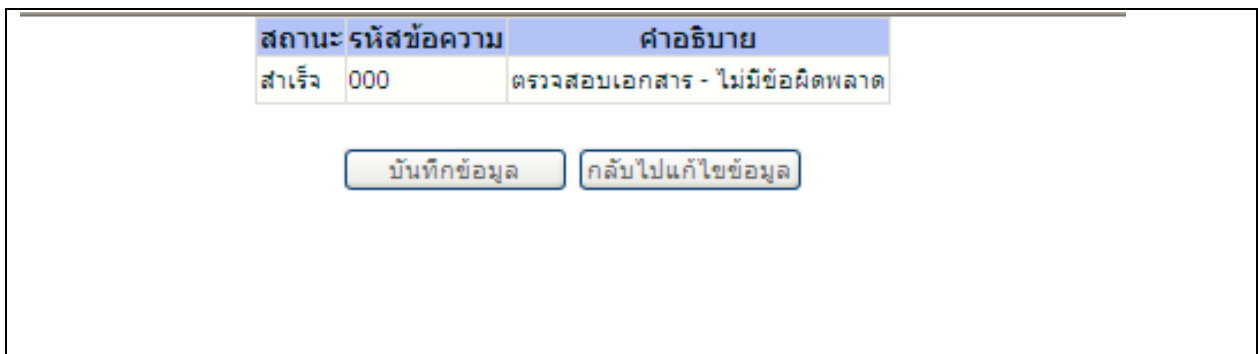 สถานะ รหัสข้อความ คำอธิบาย
สำเร็จ 000 ตรวจสอบเอกสาร - ไม่มีข้อผิดพลาด
บันทึกข้อมูล กลับไปแก้ไขข้อมูล